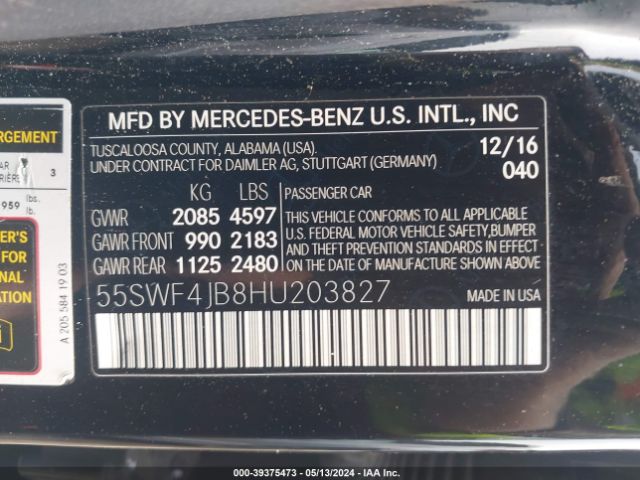 MFD BY MERCEDES-BENZ U.S. INTL., INC
TUSCALOOSA COUNTY, ALABAMA (USA). 12/16
UNDER CONTRACT FOR DAIMLER AG, STUTTGART (GERMANY) 040
KG LBS PASSENGER CAR
GVWR 2085 4597 THIS VEHICLE CONFORMS TO ALL APPLICABLE
U.S. FEDERAL MOTOR VEHICLE SAFETY, BUMPER
GAWR FRONT 990 2183 AND THEFT PREVENTION STANDARDS IN EFFECT
GAWR REAR 1125 2480 ON THE DATE OF MANUFACTURE SHOWN ABOVE.
55SWF4JB8HU203827 MADE IN USA
ARGEMENT
3
959 lbs.
lb.
FOR
A 205 584 19 03
000 - 39375473 - 05/13/2024 - IAA Inc.